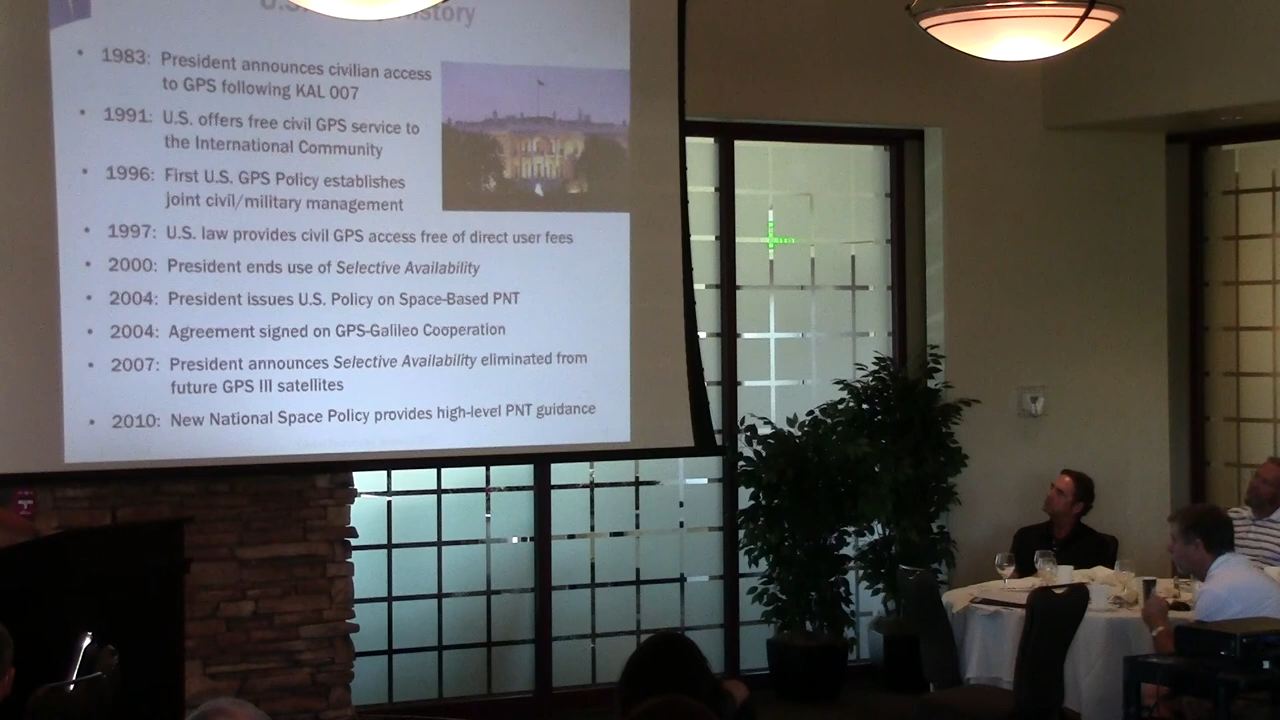 • 1983: President announces civilian access
to GPS following KAL 007
• 1991: U.S. offers free civil GPS service to
the International Community
• 1996: First U.S. GPS Policy establishes
joint civil/military management
• 1997: U.S. law provides civil GPS access free of direct user fees
• 2000: President ends use of Selective Availability
• 2004: President issues U.S. Policy on Space-Based PNT
• 2004: Agreement signed on GPS-Galileo Cooperation
• 2007: President announces Selective Availability eliminated from
future GPS III satellites
• 2010: New National Space Policy provides high-level PNT guidance